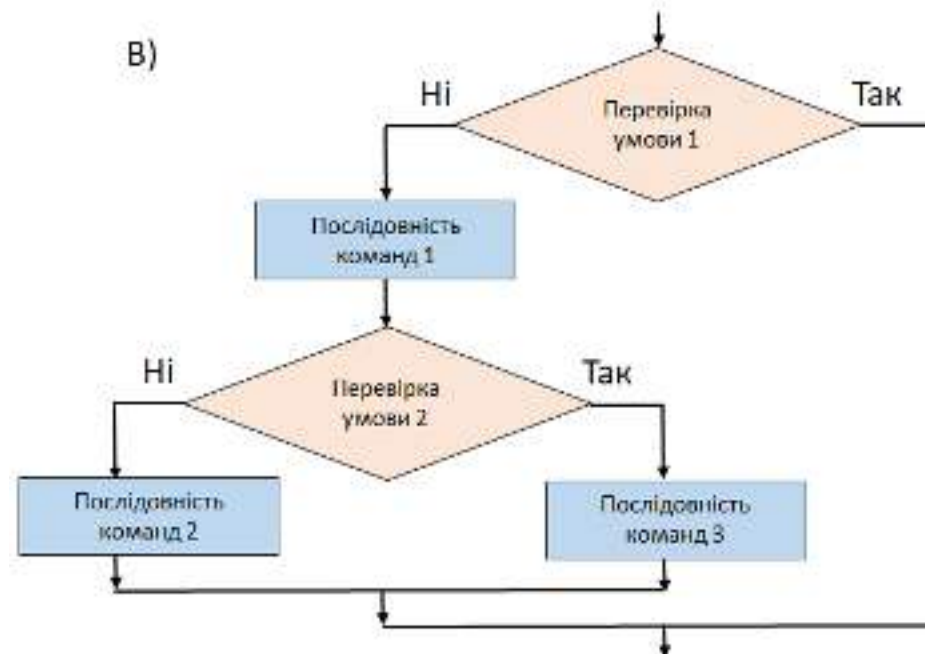 В)
Ні
Так
Перевірка
умови 1
Послідовність
команд 1
Ні
Так
Перевірка
умови 2
Послідовність
команд 2
Послідовність
команд 3